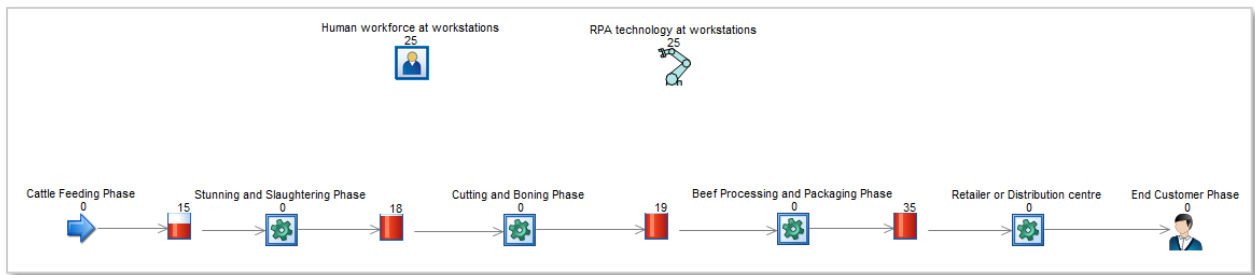 Human workforce at workstations
25
RPA technology at workstations
25
Cattle Feeding Phase
0
15
Stunning and Slaughtering Phase
0
18
Cutting and Boning Phase
0
19
Beef Processing and Packaging Phase
0
35
Retailer or Distribution centre
0
End Customer Phase
0